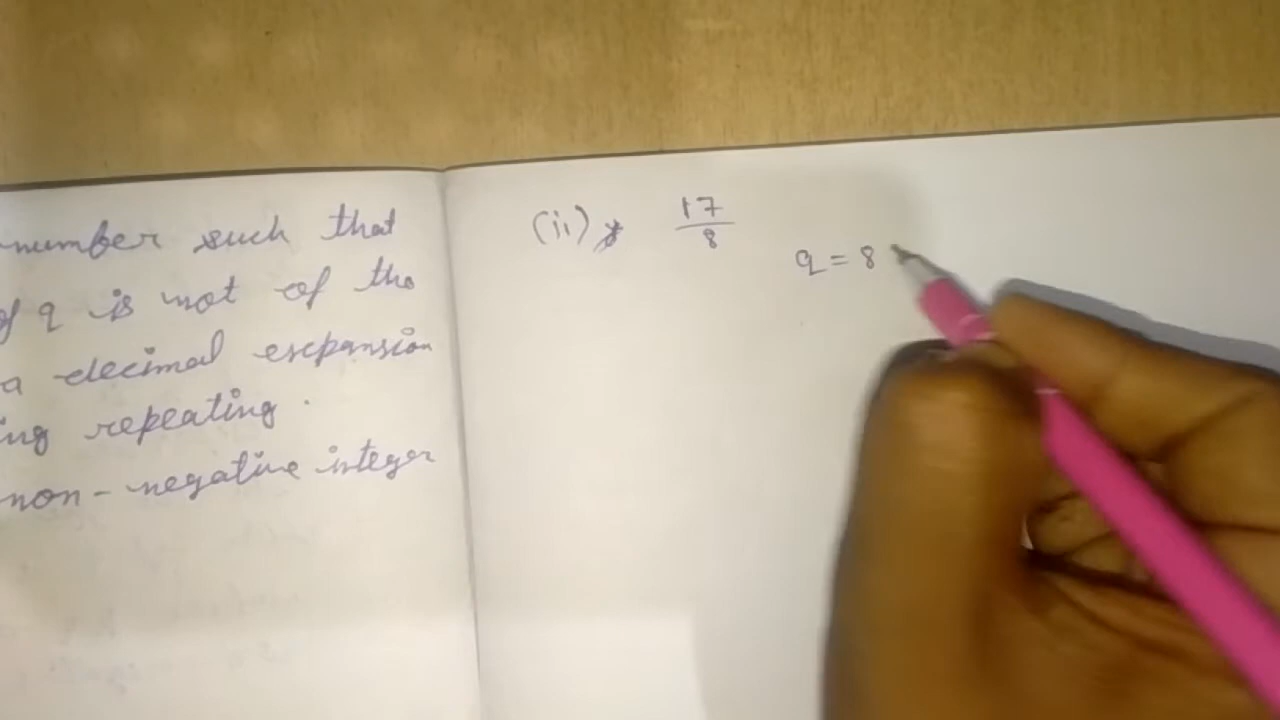 number such that
of q is not of the
a decimal expansion
ing repeating.
non-negative integer
(ii) 17/8
q = 8